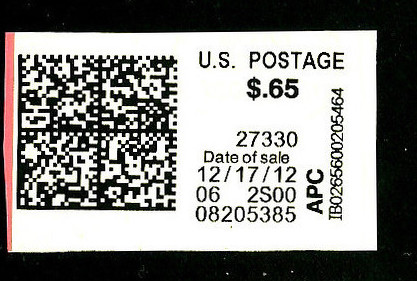 U.S. POSTAGE
$.65
27330
Date of sale
12/17/12
06 2S00
08205385
APC
IB0265600205464